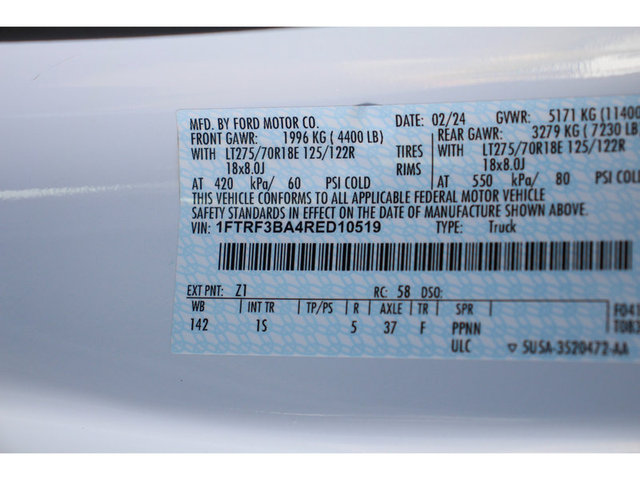 MFD. BY FORD MOTOR CO. DATE: 02/24 GVWR: 5171 KG (11400
FRONT GAWR: 1996 KG ( 4400 LB) REAR GAWR: 3279 KG ( 7230 LB)
WITH LT275/70R18E 125/122R TIRES WITH LT275/70R18E 125/122R
18x8.0J RIMS 18x8.0J
AT 420 kPa/ 60 PSI COLD AT 550 kPa/ 80 PSI COLD
THIS VEHICLE CONFORMS TO ALL APPLICABLE FEDERAL MOTOR VEHICLE
SAFETY STANDARDS IN EFFECT ON THE DATE OF MANUFACTURE SHOWN ABOVE.
VIN: 1FTRF3BA4RED10519 TYPE: Truck
EXT PNT: Z1 RC: 58 DSO:
WB INT TR TP/PS R AXLE TR SPR
142 1S 5 37 F PPNN
ULC ▽ SUSA-3520472-AA
F041